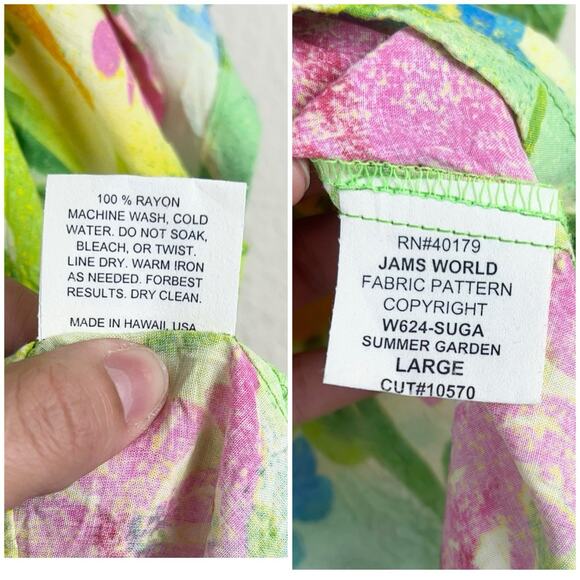 100 % RAYON
MACHINE WASH, COLD
WATER. DO NOT SOAK,
BLEACH, OR TWIST.
LINE DRY. WARM IRON
AS NEEDED. FORBEST
RESULTS. DRY CLEAN.
MADE IN HAWAII, USA
RN#40179
JAMS WORLD
FABRIC PATTERN
COPYRIGHT
W624-SUGA
SUMMER GARDEN
LARGE
CUT#10570